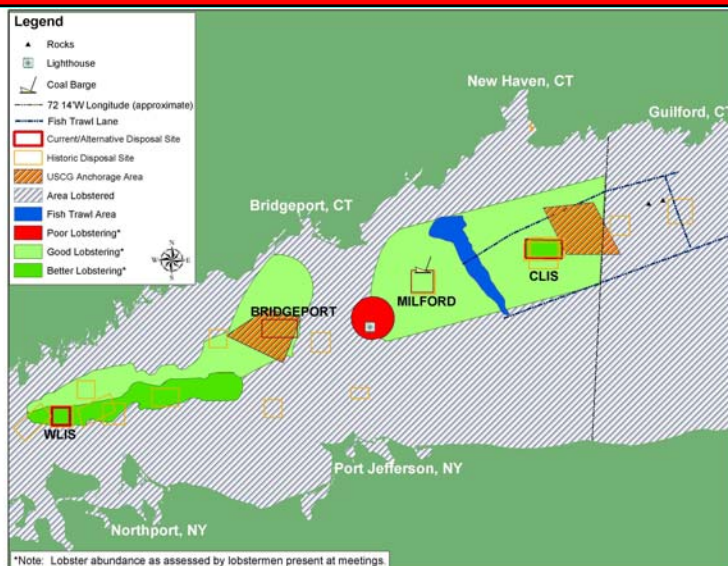 Legend
Rocks
Lighthouse
Coal Barge
72 14'W Longitude (approximate)
Fish Trawl Lane
Current/Alternative Disposal Site
Historic Disposal Site
USCG Anchorage Area
Area Lobstered
Fish Trawl Area
Poor Lobstering*
Good Lobstering*
Better Lobstering*
N
W E
S
New Haven, CT
Guilford, CT
Bridgeport, CT
BRIDGEPORT
MILFORD
CLIS
WLIS
Port Jefferson, NY
Northport, NY
*Note: Lobster abundance as assessed by lobstermen present at meetings.